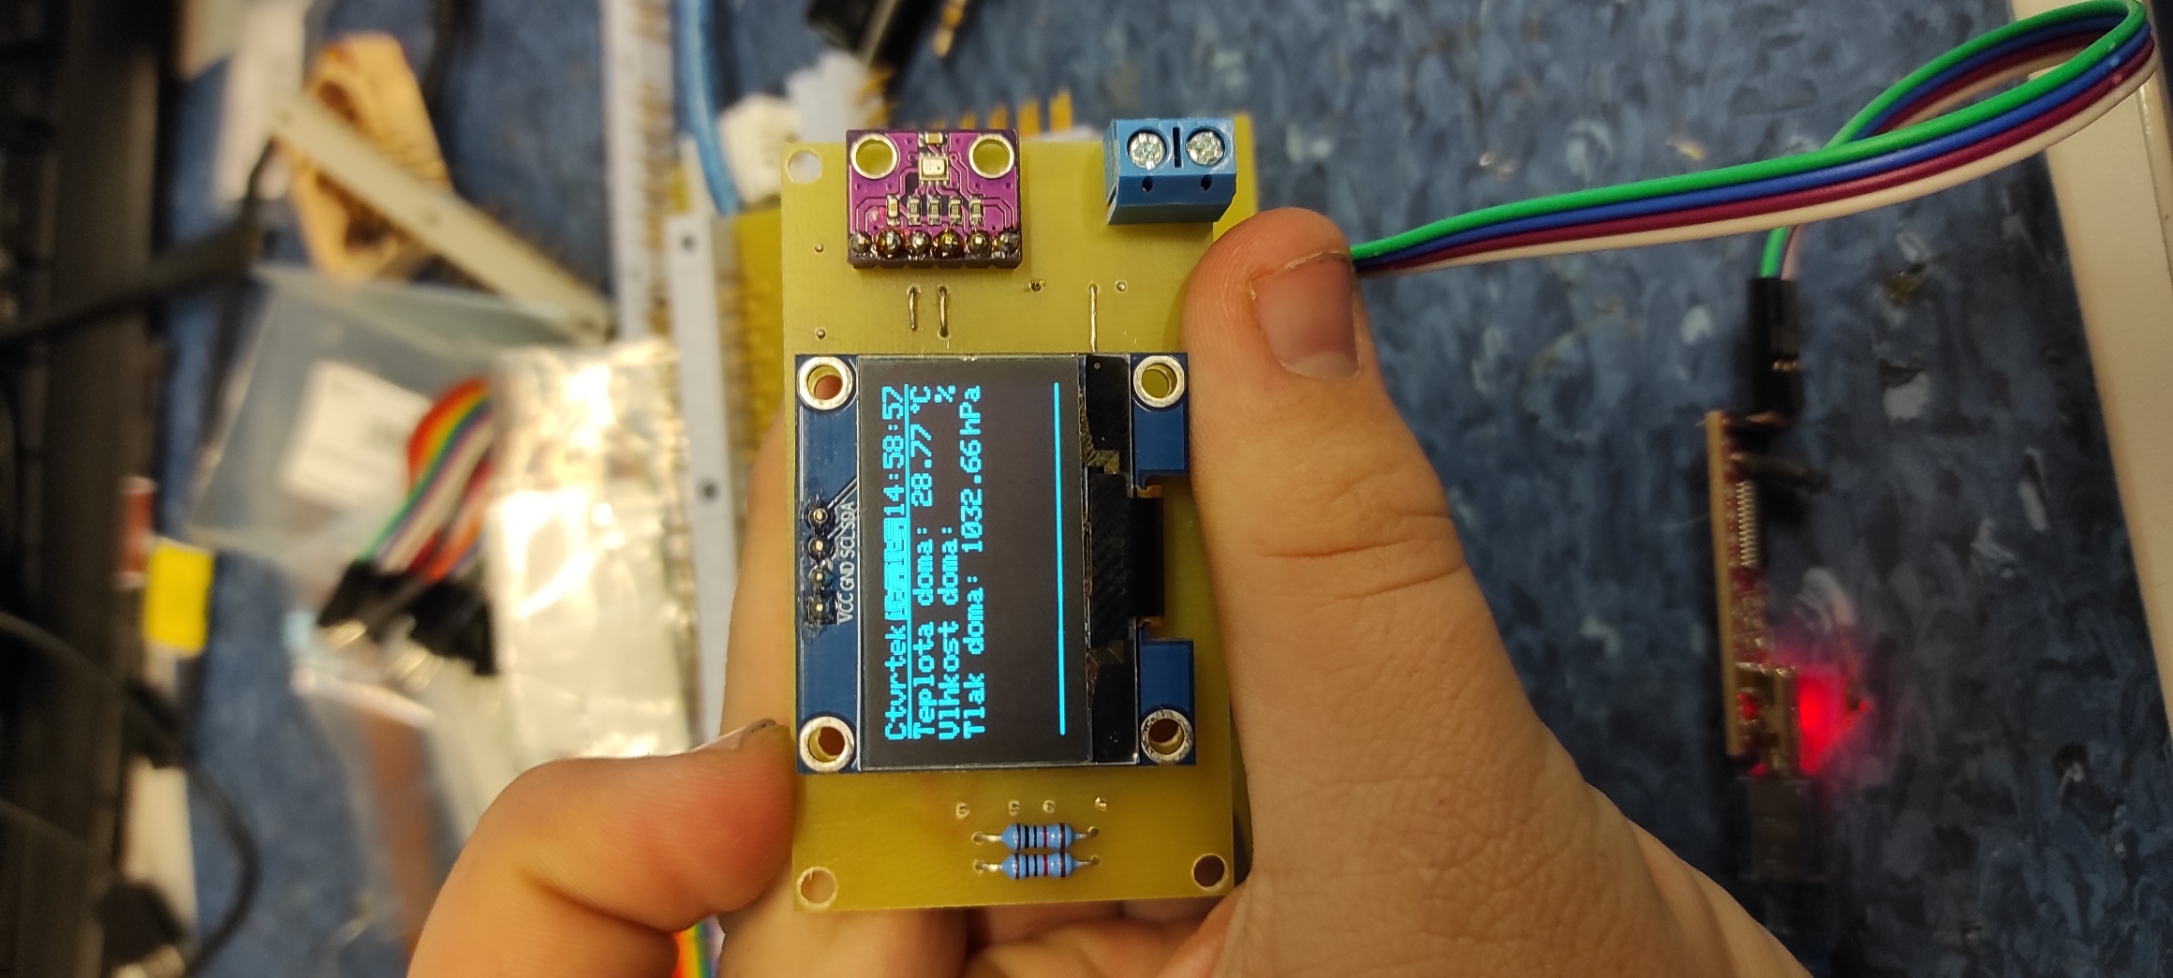 VCC GND SCL SDA
Ctvrtek 14:58:57
Teplota doma: 28.77 °C
Vlhkost doma: %
Tlak doma: 1032.66 hPa